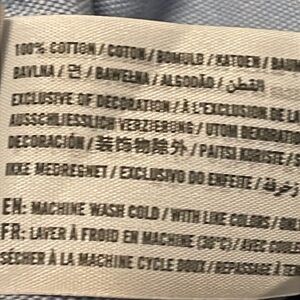 100% COTTON / COTON / BOMULD / KATOEN / BAUM
BAVLNA / 면 / BAWEŁNA / ALGODÃO / القطن /
EXCLUSIVE OF DECORATION / À L'EXCLUSION DE LA
AUSSCHLIESSLICH VERZIERUNG / UTOM DEKORATION
DECORACIÓN / 装饰物除外 / PAITSI KORISTE / S
IKKE MEDREGNET / EXCLUSIVO DO ENFEITE /
EN: MACHINE WASH COLD / WITH LIKE COLORS / ONL
FR: LAVER À FROID EN MACHINE (30°C) / AVEC COULE
SÉCHER À LA MACHINE CYCLE DOUX / REPASSAGE À TE